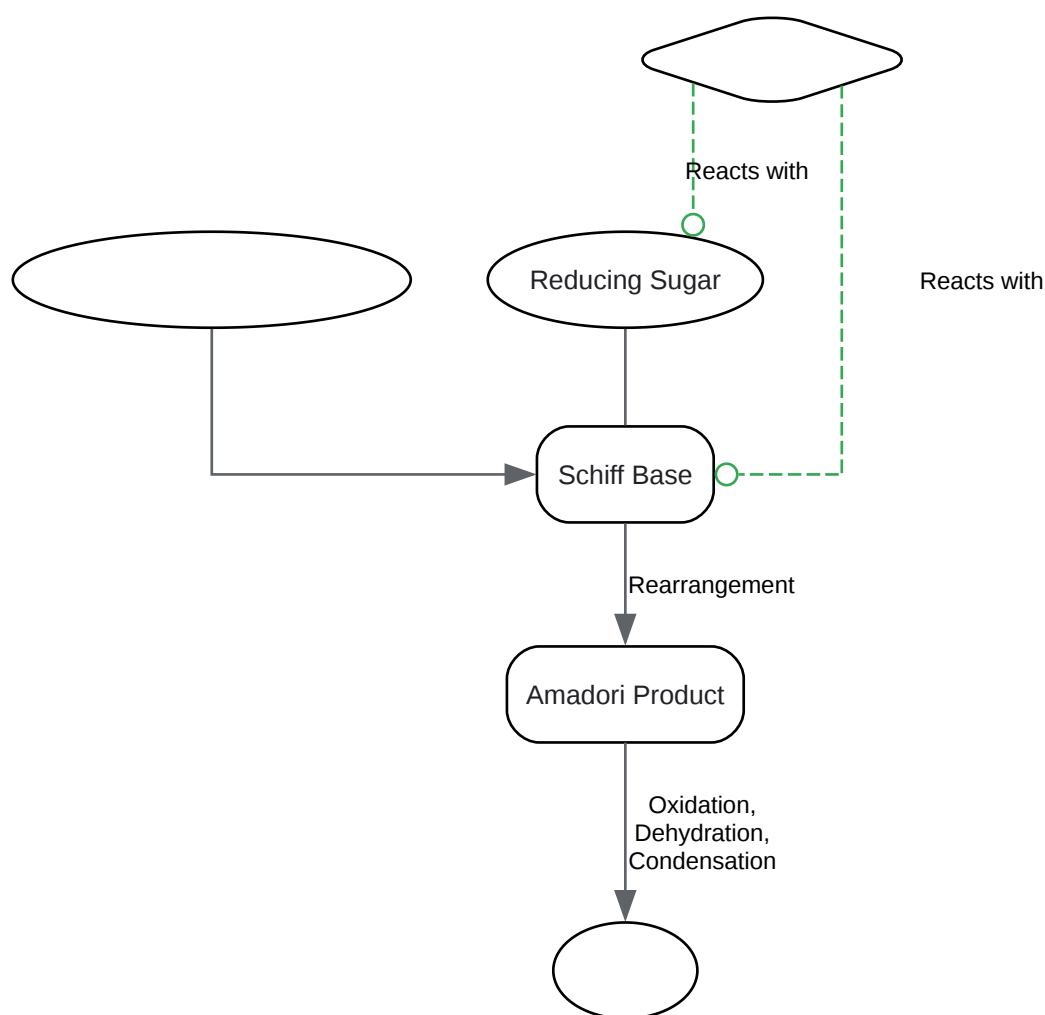 Reacts with
Reducing Sugar
Reacts with
Schiff Base
Rearrangement
Amadori Product
Oxidation,
Dehydration,
Condensation